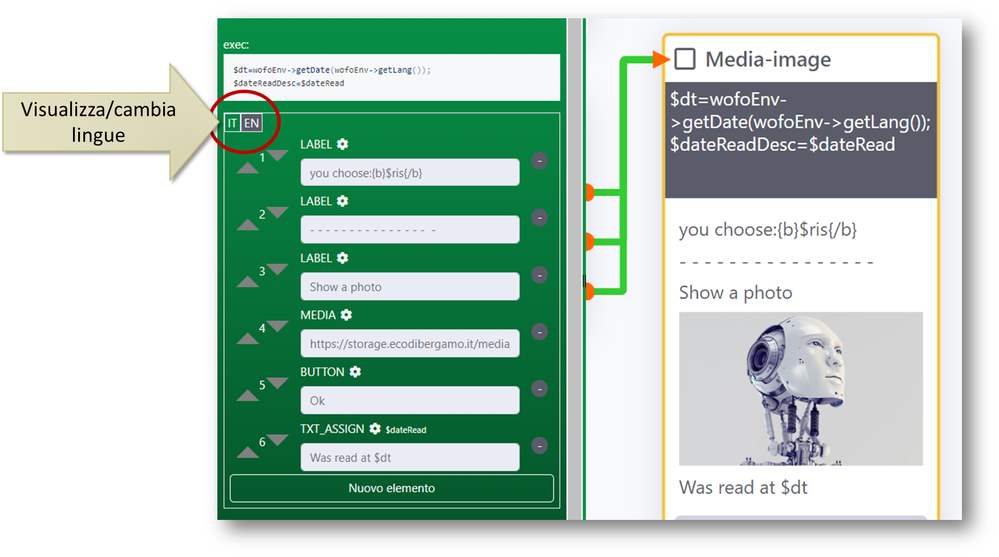 Visualizza/cambia
lingue
exec:
$dt=wofoEnv->getDate(wofoEnv->getLang());
$dateReadDesc=$dateRead
IT EN
LABEL
1
you choose:{b}$ris{/b}
-
LABEL
2
- - - - - - - - - - - - - - - -  -
-
LABEL
3
Show a photo
-
MEDIA
4
https://storage.ecodibergamo.it/media
-
BUTTON
5
Ok
-
TXT_ASSIGN $dateRead
6
Was read at $dt
-
Nuovo elemento
Media-image
$dt=wofoEnv-
>getDate(wofoEnv->getLang());
$dateReadDesc=$dateRead
you choose:{b}$ris{/b}
- - - - - - - - - - - - - - - -
Show a photo
Was read at $dt